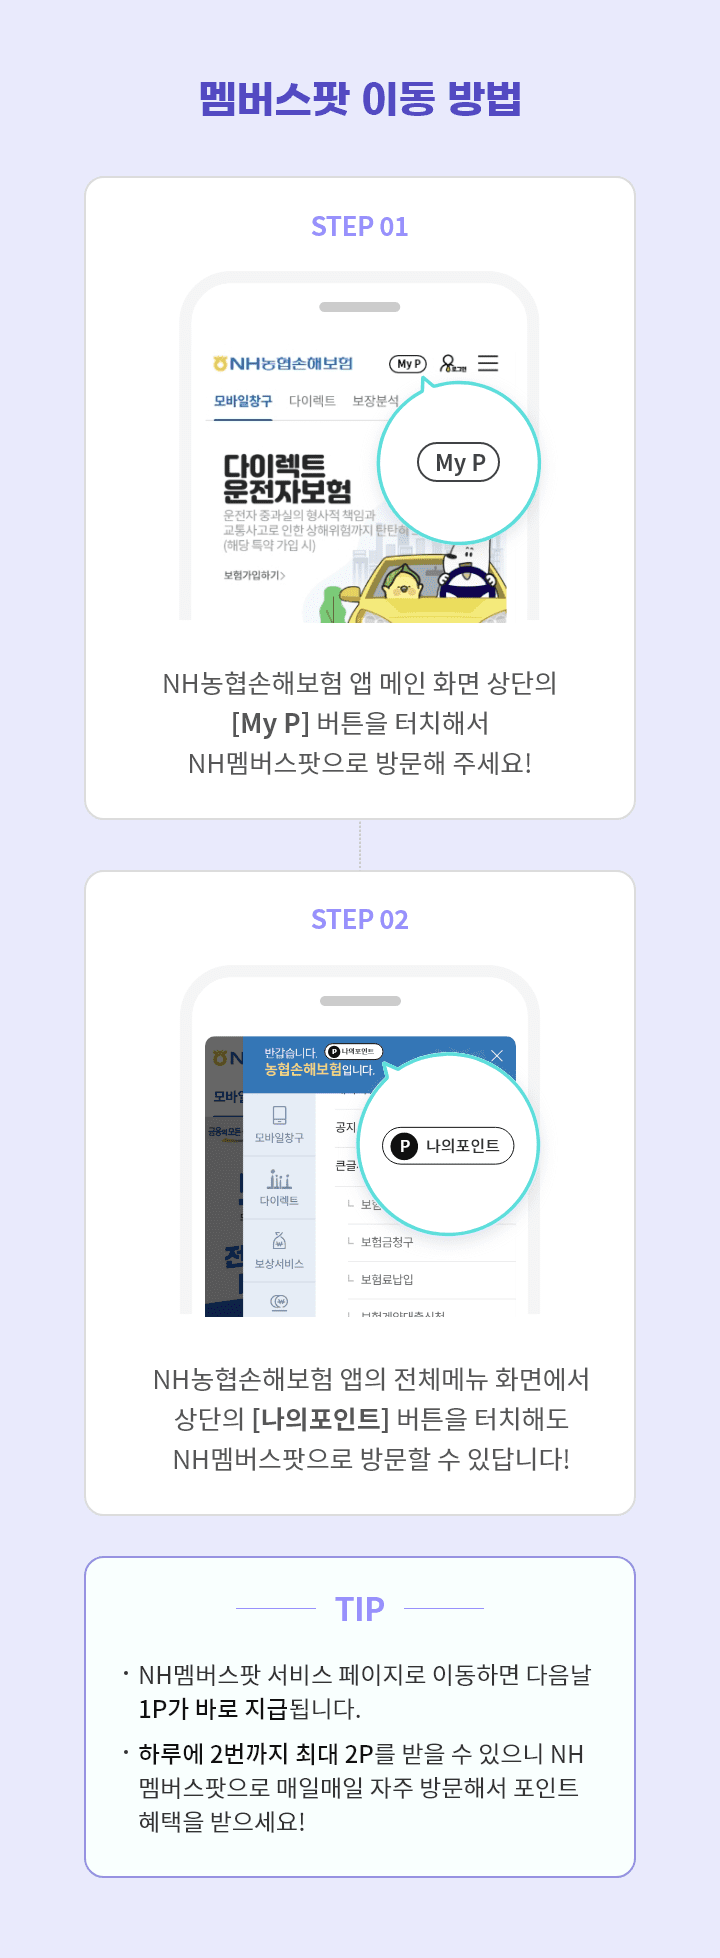 멤버스팟 이동 방법
STEP 01
NH농협손해보험
My P
로그인
모바일창구
다이렉트
보장분석
My P
다이렉트
운전자보험
운전자 중과실의 형사적 책임과
교통사고로 인한 상해위험까지 탄탄하
(해당 특약 가입 시)
보험가입하기>
NH농협손해보험 앱 메인 화면 상단의
[My P] 버튼을 터치해서
NH멤버스팟으로 방문해 주세요!
STEP 02
반갑습니다.
P 나의포인트
농협손해보험입니다.
N
모바일
모바일창구
공지
P 나의포인트
큰글
다이렉트
보험
보험금청구
보상서비스
보험료납입
보험계약대출신청
NH농협손해보험 앱의 전체메뉴 화면에서
상단의 [나의포인트] 버튼을 터치해도
NH멤버스팟으로 방문할 수 있답니다!
TIP
· NH멤버스팟 서비스 페이지로 이동하면 다음날
1P가 바로 지급됩니다.
· 하루에 2번까지 최대 2P를 받을 수 있으니 NH
멤버스팟으로 매일매일 자주 방문해서 포인트
혜택을 받으세요!